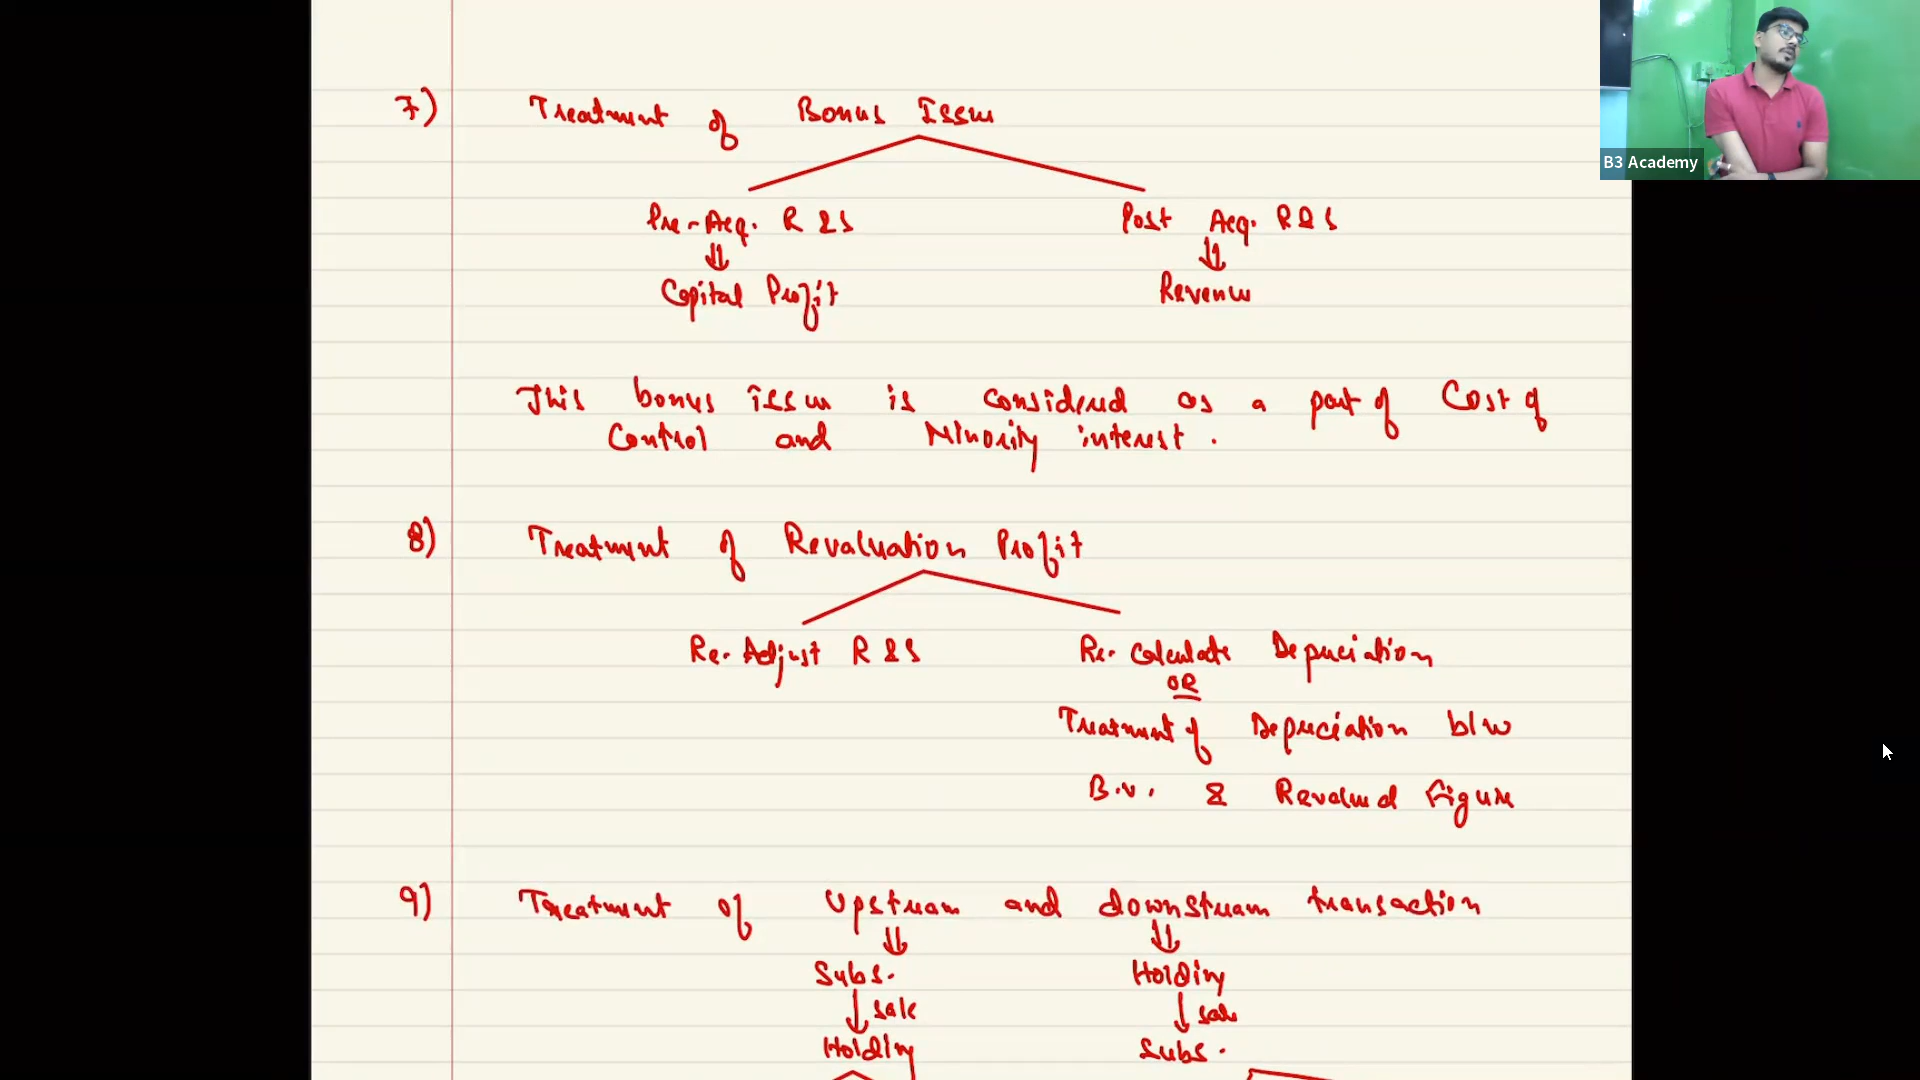 B3 Academy
7) Treatment of Bonus Issue
Pre-Acq. R & S Post Acq. R & S
Capital Profit Revenue
This bonus issue is considered as a part of Cost of
Control and Minority interest.
8) Treatment of Revaluation Profit
Re-Adjust R & S Re-Calculate Depreciation
OR
Treatment of Depreciation b/w
B.V. & Revalued Figure
9) Treatment of Upstream and downstream transaction
Subs. Holding
sale sale
Holding Subs.